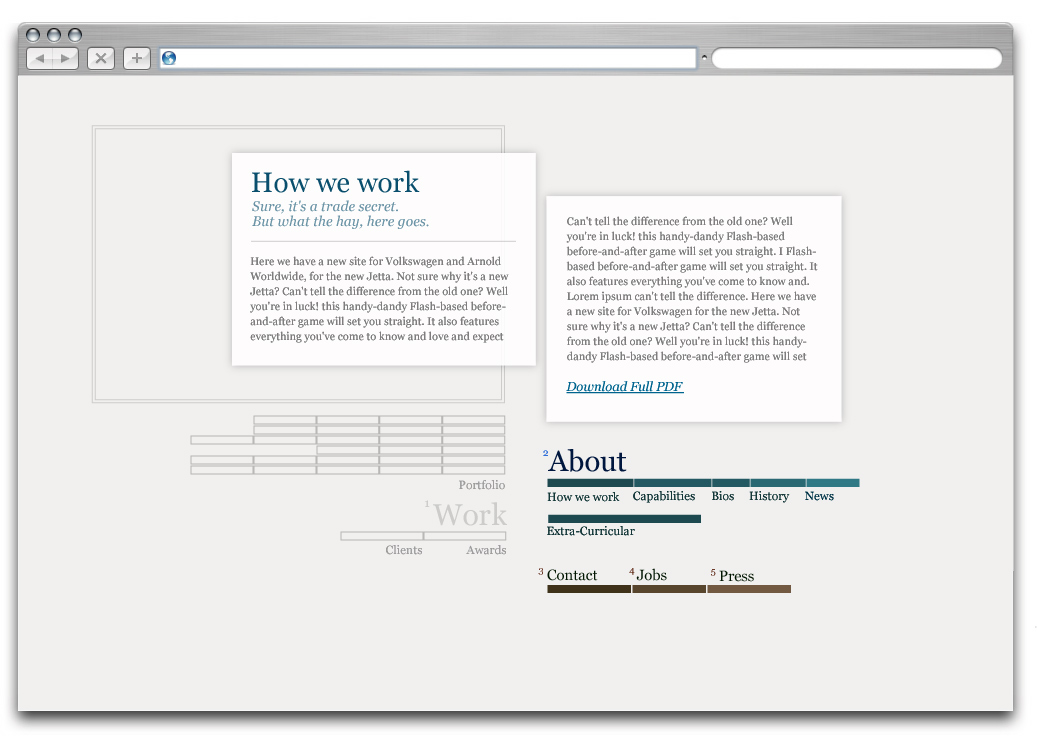 How we work
Sure, it's a trade secret.
But what the hay, here goes.
Here we have a new site for Volkswagen and Arnold
Worldwide, for the new Jetta. Not sure why it's a new
Jetta? Can't tell the difference from the old one? Well
you're in luck! this handy-dandy Flash-based before-
and-after game will set you straight. It also features
everything you've come to know and love and expect
Can't tell the difference from the old one? Well
you're in luck! this handy-dandy Flash-based
before-and-after game will set you straight. I Flash-
based before-and-after game will set you straight. It
also features everything you've come to know and.
Lorem ipsum can't tell the difference. Here we have
a new site for Volkswagen for the new Jetta. Not
sure why it's a new Jetta? Can't tell the difference
from the old one? Well you're in luck! this handy-
dandy Flash-based before-and-after game will set
Download Full PDF
Portfolio
1 Work
Clients Awards
2 About
How we work Capabilities Bios History News
Extra-Curricular
3 Contact 4 Jobs 5 Press